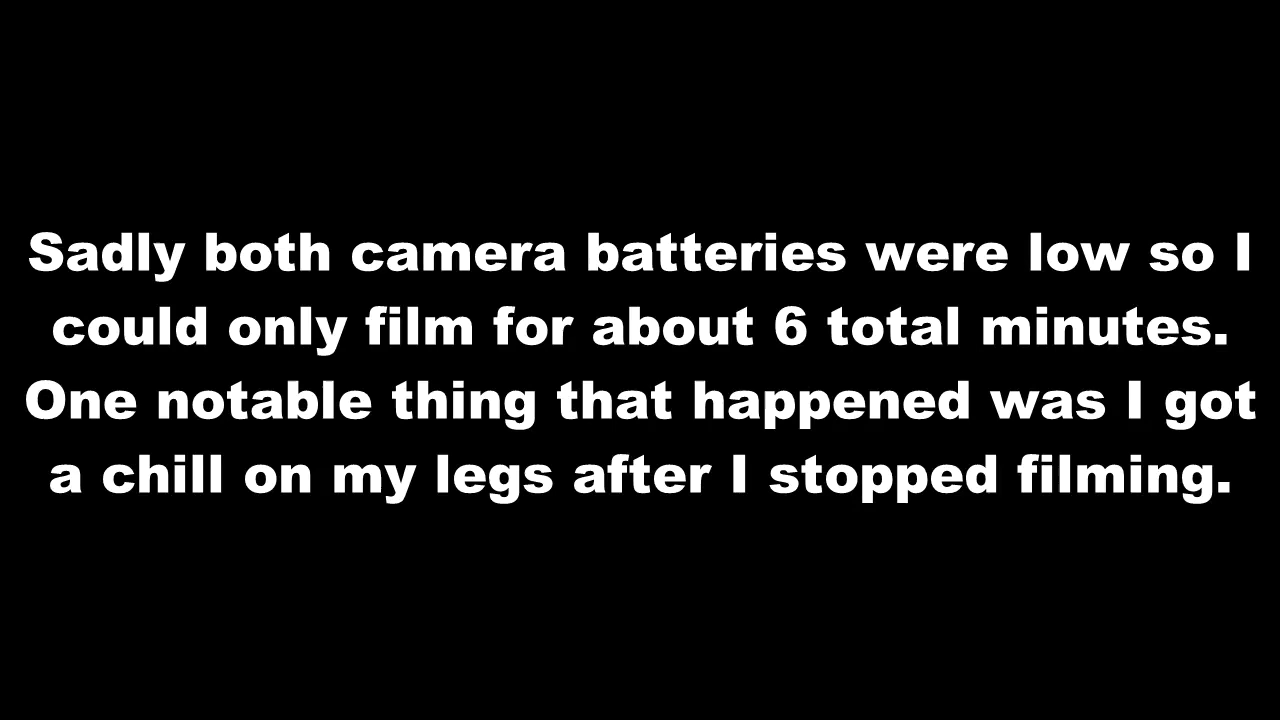 Sadly both camera batteries were low so I
could only film for about 6 total minutes.
One notable thing that happened was I got
a chill on my legs after I stopped filming.